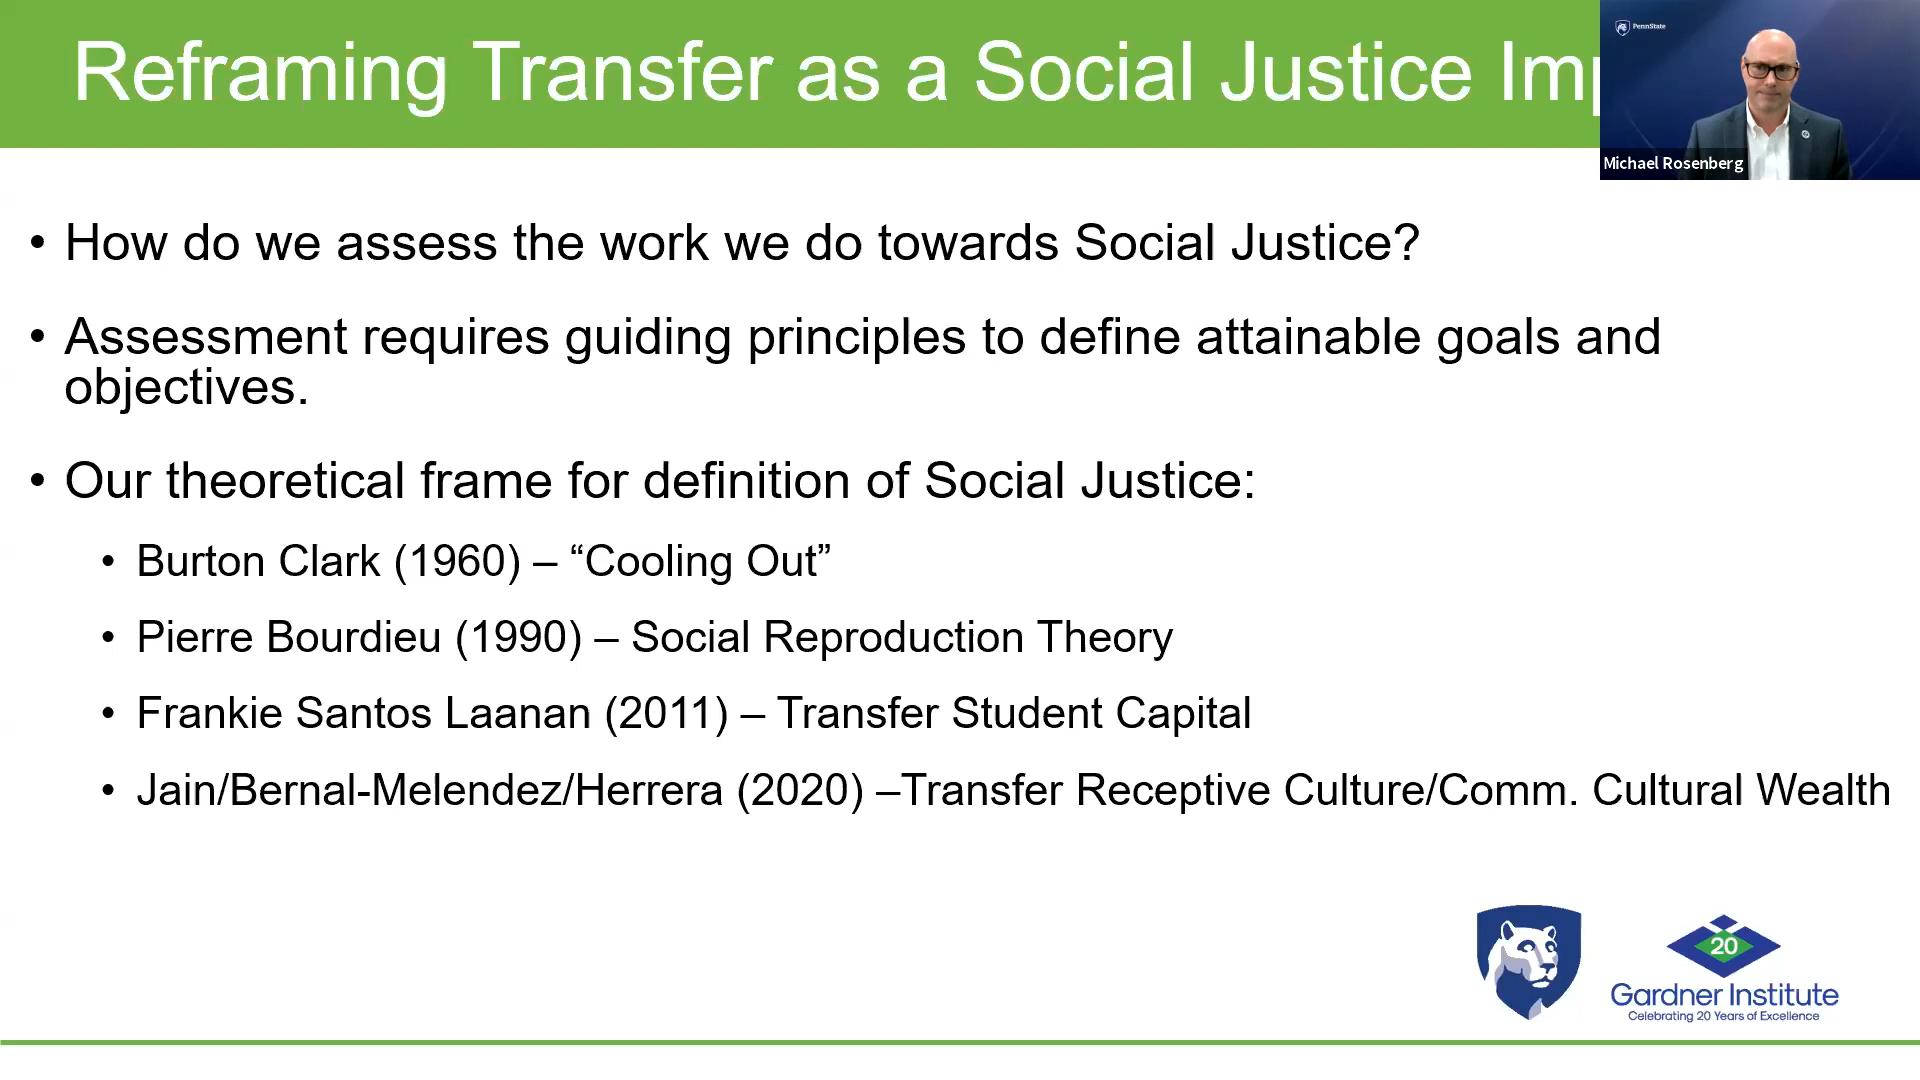 Reframing Transfer as a Social Justice
PennState
Michael Rosenberg
• How do we assess the work we do towards Social Justice?
• Assessment requires guiding principles to define attainable goals and
objectives.
• Our theoretical frame for definition of Social Justice:
• Burton Clark (1960) – “Cooling Out”
• Pierre Bourdieu (1990) – Social Reproduction Theory
• Frankie Santos Laanan (2011) – Transfer Student Capital
• Jain/Bernal-Melendez/Herrera (2020) –Transfer Receptive Culture/Comm. Cultural Wealth
20
Gardner Institute
Celebrating 20 Years of Excellence